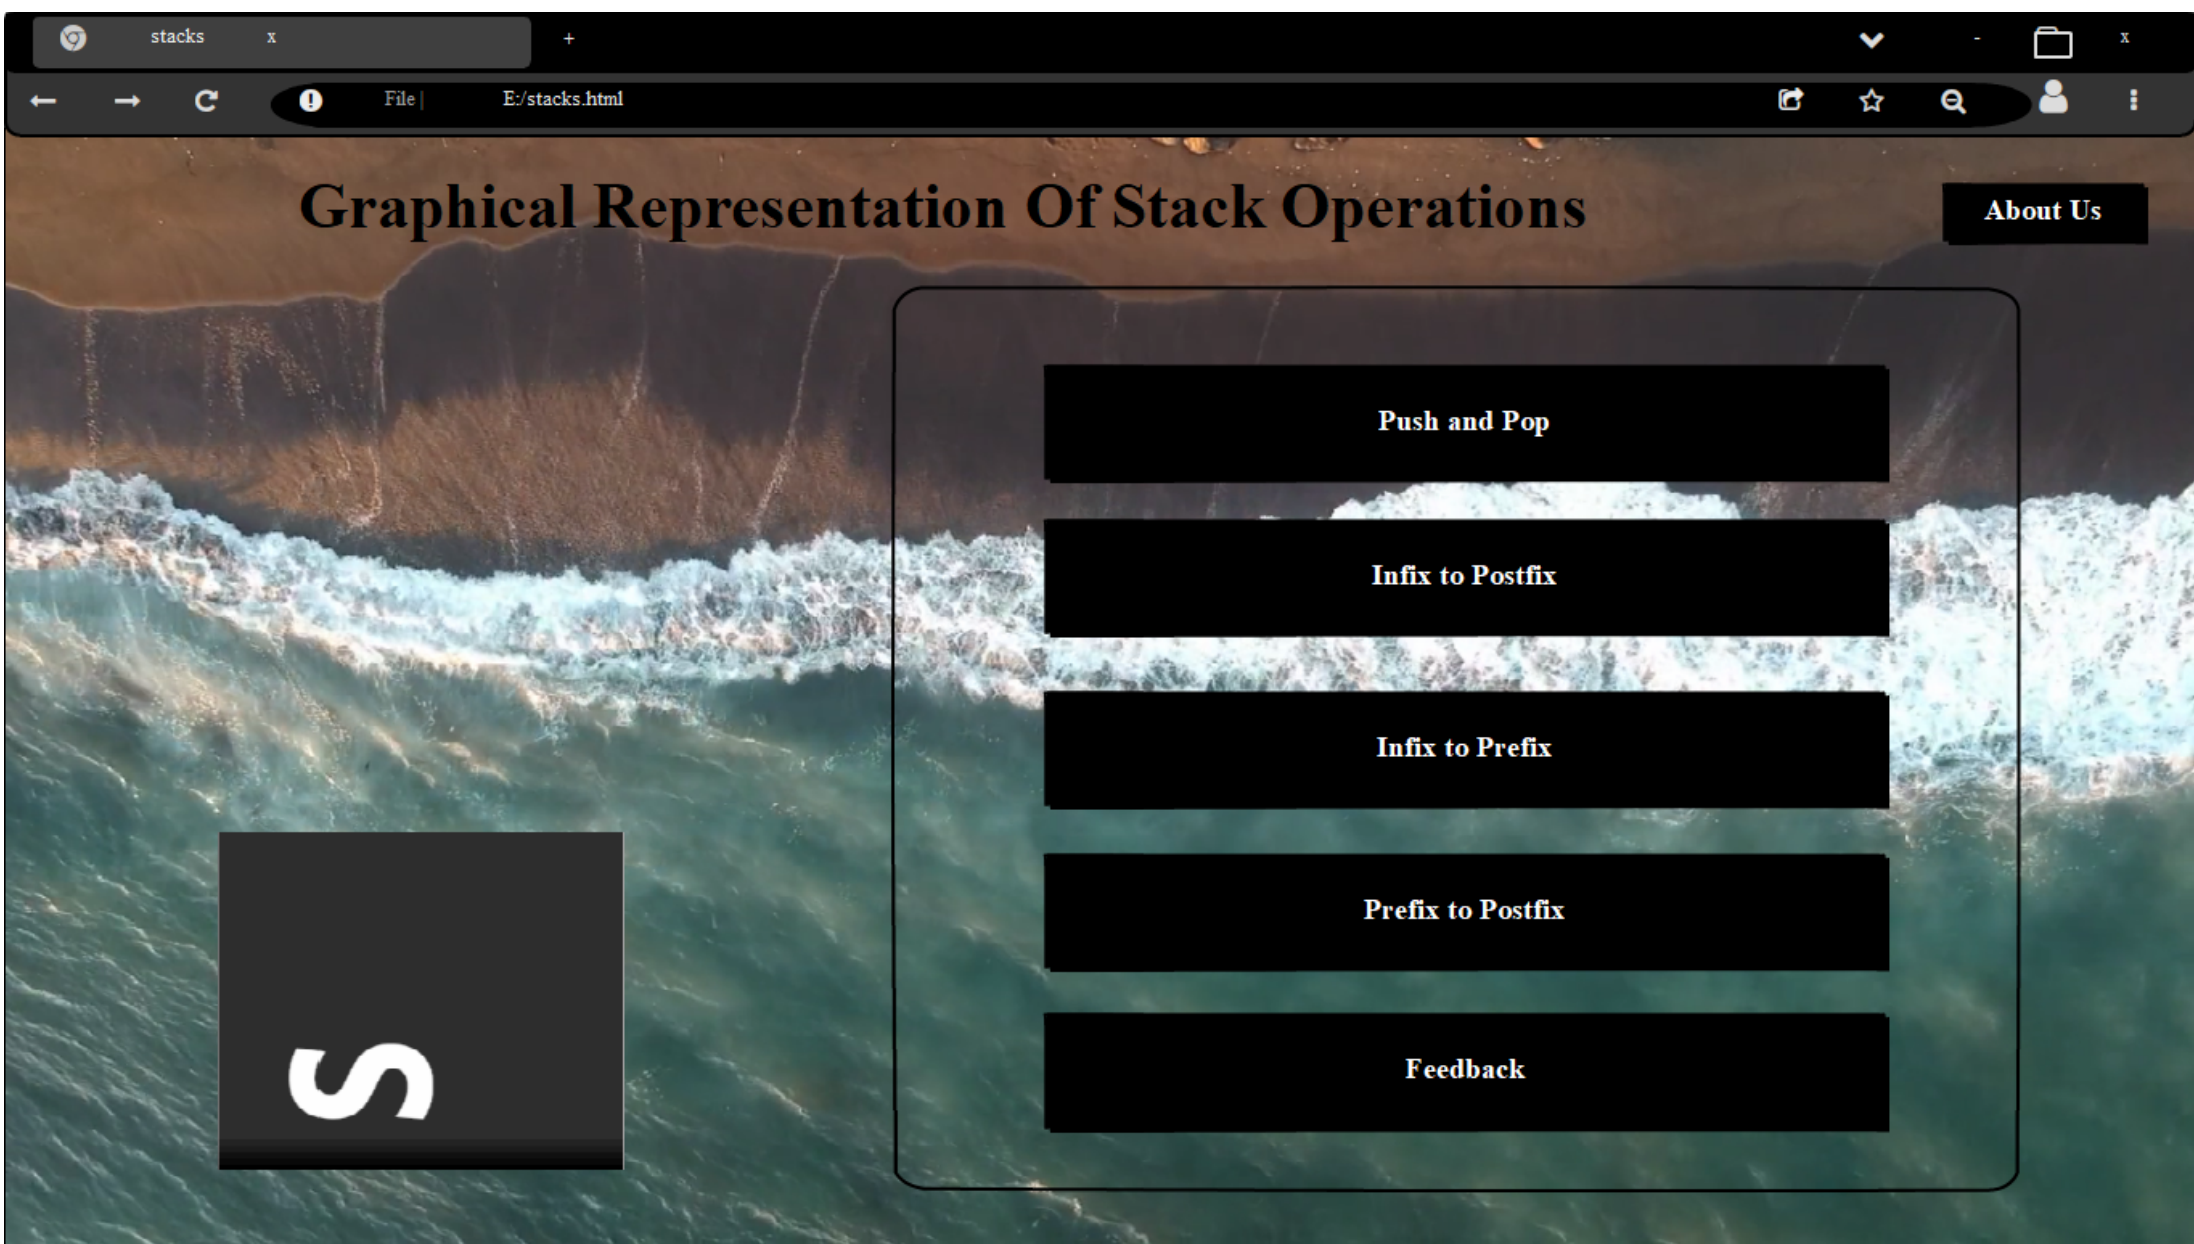 stacks x +
- x
File | E:/stacks.html
Graphical Representation Of Stack Operations
About Us
Push and Pop
Infix to Postfix
Infix to Prefix
Prefix to Postfix
Feedback
S